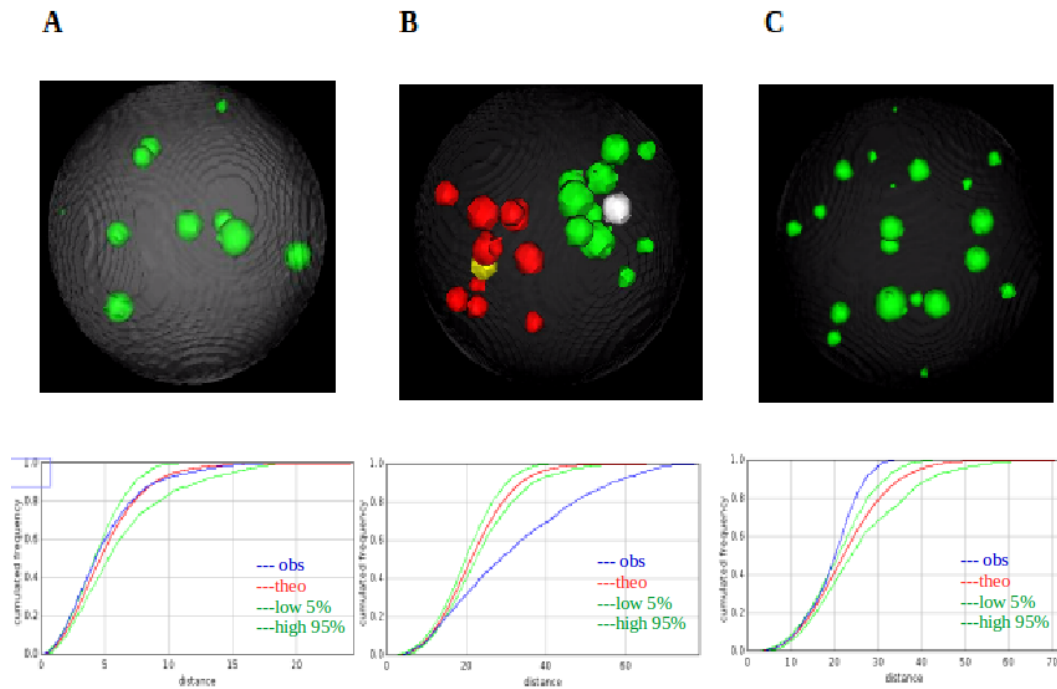 A
B
C
1.0
0.8
0.6
0.4
0.2
0.0
cumulated frequency
0
5
10
15
20
distance
--- obs
--- theo
--- low 5%
--- high 95%
1.0
0.8
0.6
0.4
0.2
0.0
cumulated frequency
0
20
40
60
distance
--- obs
--- theo
--- low 5%
--- high 95%
1.0
0.8
0.6
0.4
0.2
0.0
cumulated frequency
0
10
20
30
40
50
60
70
distance
--- obs
--- theo
--- low 5%
--- high 95%